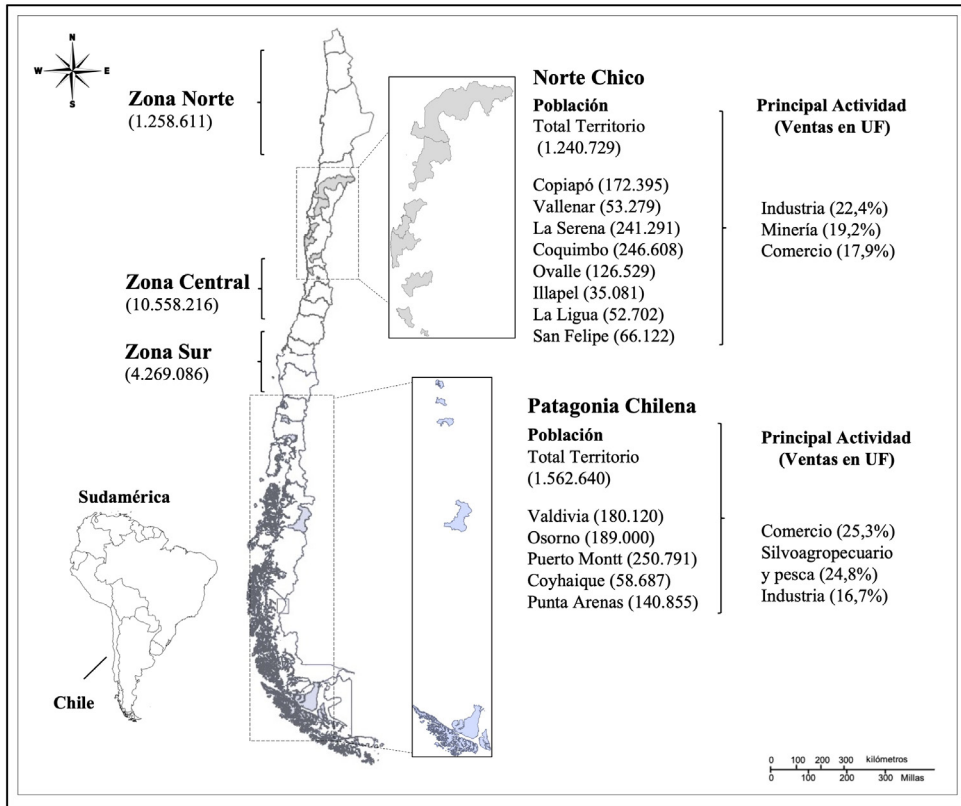 N
W
E
S
Zona Norte
(1.258.611)
Zona Central
(10.558.216)
Zona Sur
(4.269.086)
Sudamérica
Chile
Norte Chico
Población
Total Territorio
(1.240.729)
Copiapó (172.395)
Vallenar (53.279)
La Serena (241.291)
Coquimbo (246.608)
Ovalle (126.529)
Illapel (35.081)
La Ligua (52.702)
San Felipe (66.122)
Principal Actividad
(Ventas en UF)
Industria (22,4%)
Minería (19,2%)
Comercio (17,9%)
Patagonia Chilena
Población
Total Territorio
(1.562.640)
Valdivia (180.120)
Osorno (189.000)
Puerto Montt (250.791)
Coyhaique (58.687)
Punta Arenas (140.855)
Principal Actividad
(Ventas en UF)
Comercio (25,3%)
Silvoagropecuario
y pesca (24,8%)
Industria (16,7%)
0 100 200 300 kilómetros
0 100 200 300 Millas